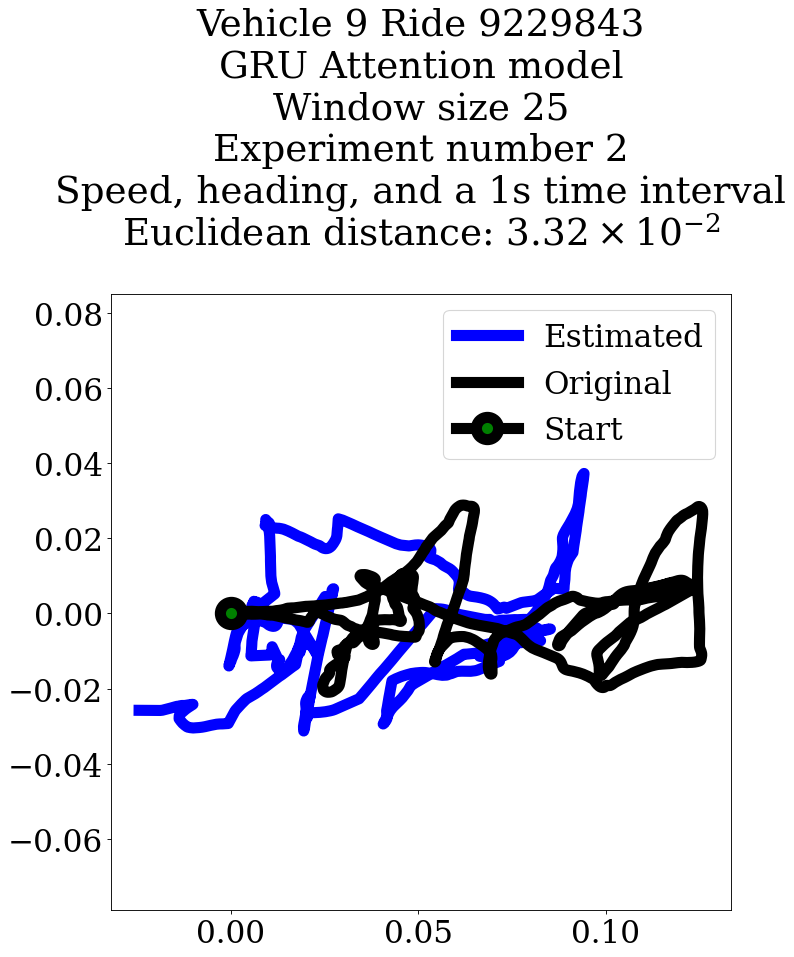 Vehicle 9 Ride 9229843
GRU Attention model
Window size 25
Experiment number 2
Speed, heading, and a 1s time interval
Euclidean distance: 3.32 × 10⁻²
Estimated
Original
Start
0.08
0.06
0.04
0.02
0.00
−0.02
−0.04
−0.06
0.00 0.05 0.10